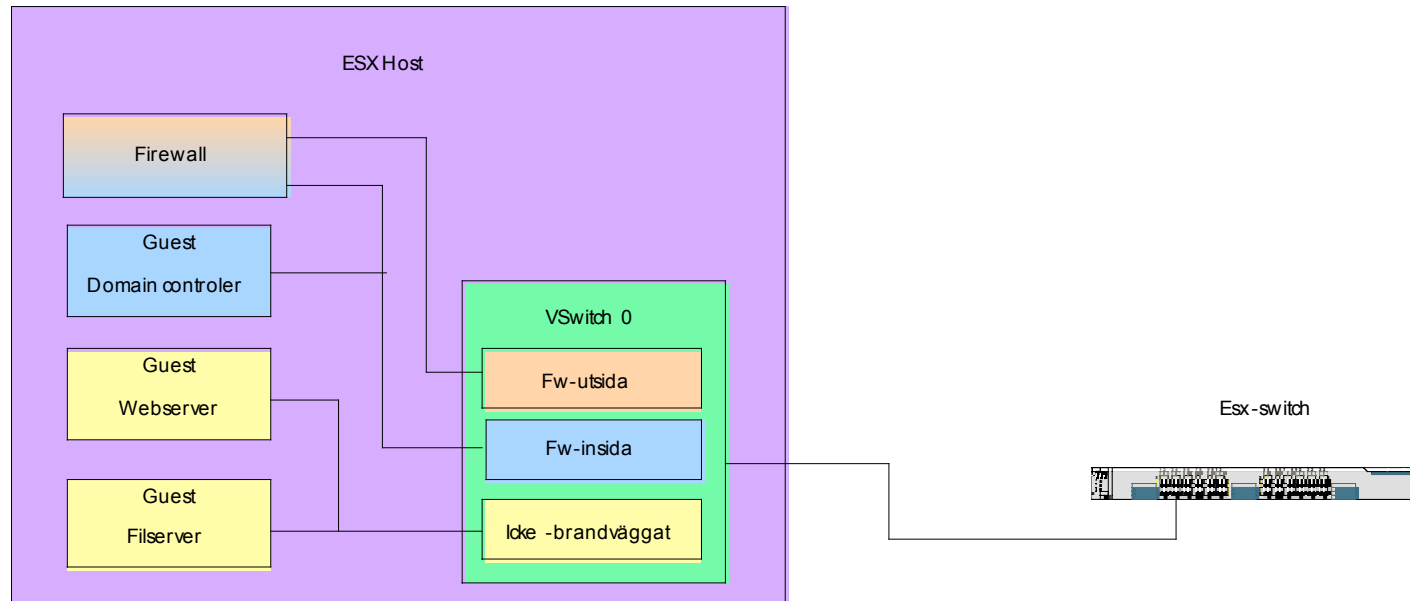 ESX Host
Firewall
Guest
Domain controler
Guest
Webserver
Guest
Filserver
VSwitch 0
Fw-utsida
Fw-insida
Icke -brandväggat
Esx-switch